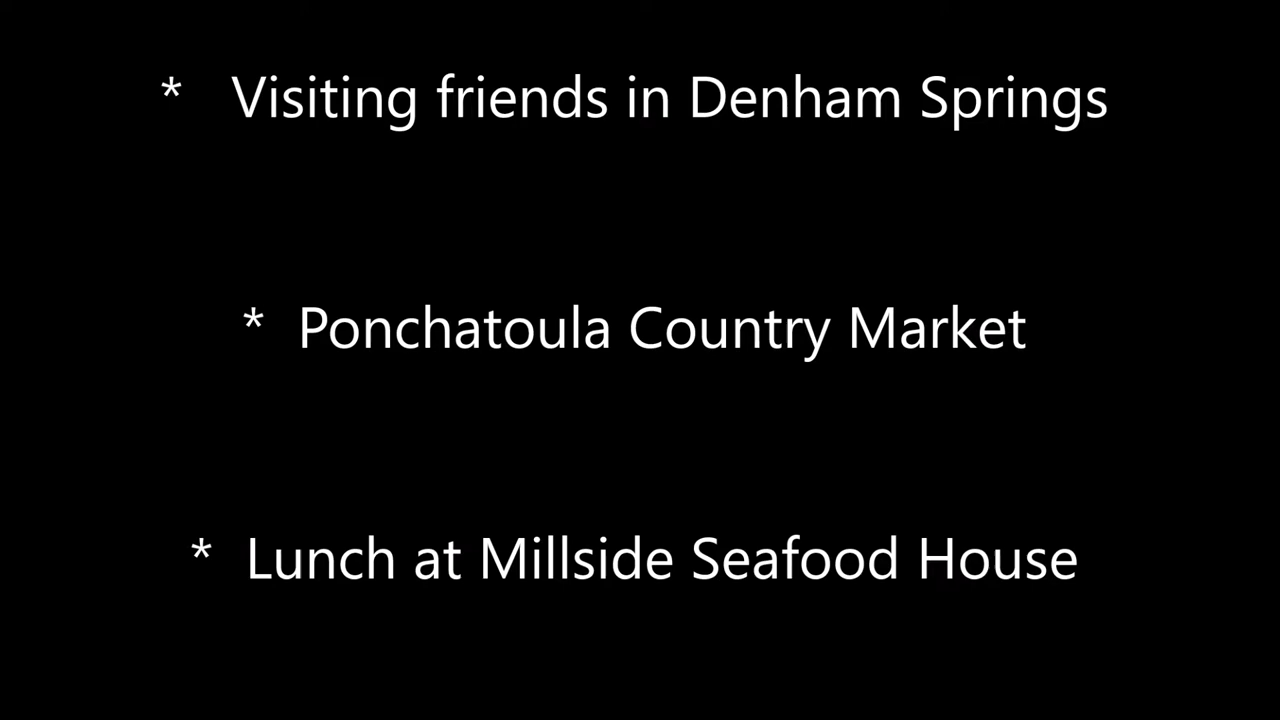 * Visiting friends in Denham Springs
* Ponchatoula Country Market
* Lunch at Millside Seafood House